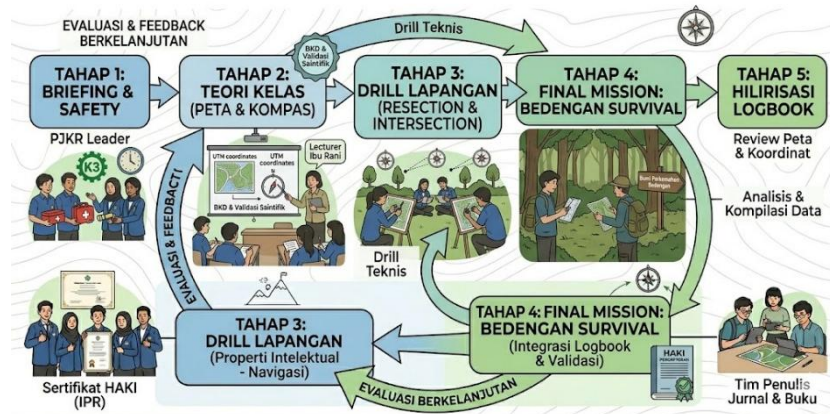 EVALUASI & FEEDBACK
BERKELANJUTAN
BKD &
Validasi
Saintifik
Drill Teknis
TAHAP 1:
BRIEFING &
SAFETY
TAHAP 2:
TEORI KELAS
(PETA & KOMPAS)
TAHAP 3:
DRILL LAPANGAN
(RESECTION &
INTERSECTION)
TAHAP 4:
FINAL MISSION:
BEDENGAN SURVIVAL
TAHAP 5:
HILIRISASI
LOGBOOK
PJKR Leader
K3
UTM coordinates
UTM
coordinates
BKD & Validasi Saintifik
Lecturer
Ibu Rani
Bumi Perkemahan
Bedengan
Review Peta
& Koordinat
Analisis &
Kompilasi Data
Drill
Teknis
EVALUASI & FEEDBACT!
TAHAP 3:
DRILL LAPANGAN
(Properti Intelektual
- Navigasi)
TAHAP 4: FINAL MISSION:
BEDENGAN SURVIVAL
(Integrasi Logbook
& Validasi)
HAKI
EVALUASI BERKELANJUTAN
Sertifikat HAKI
(IPR)
Tim Penulis
Jurnal & Buku